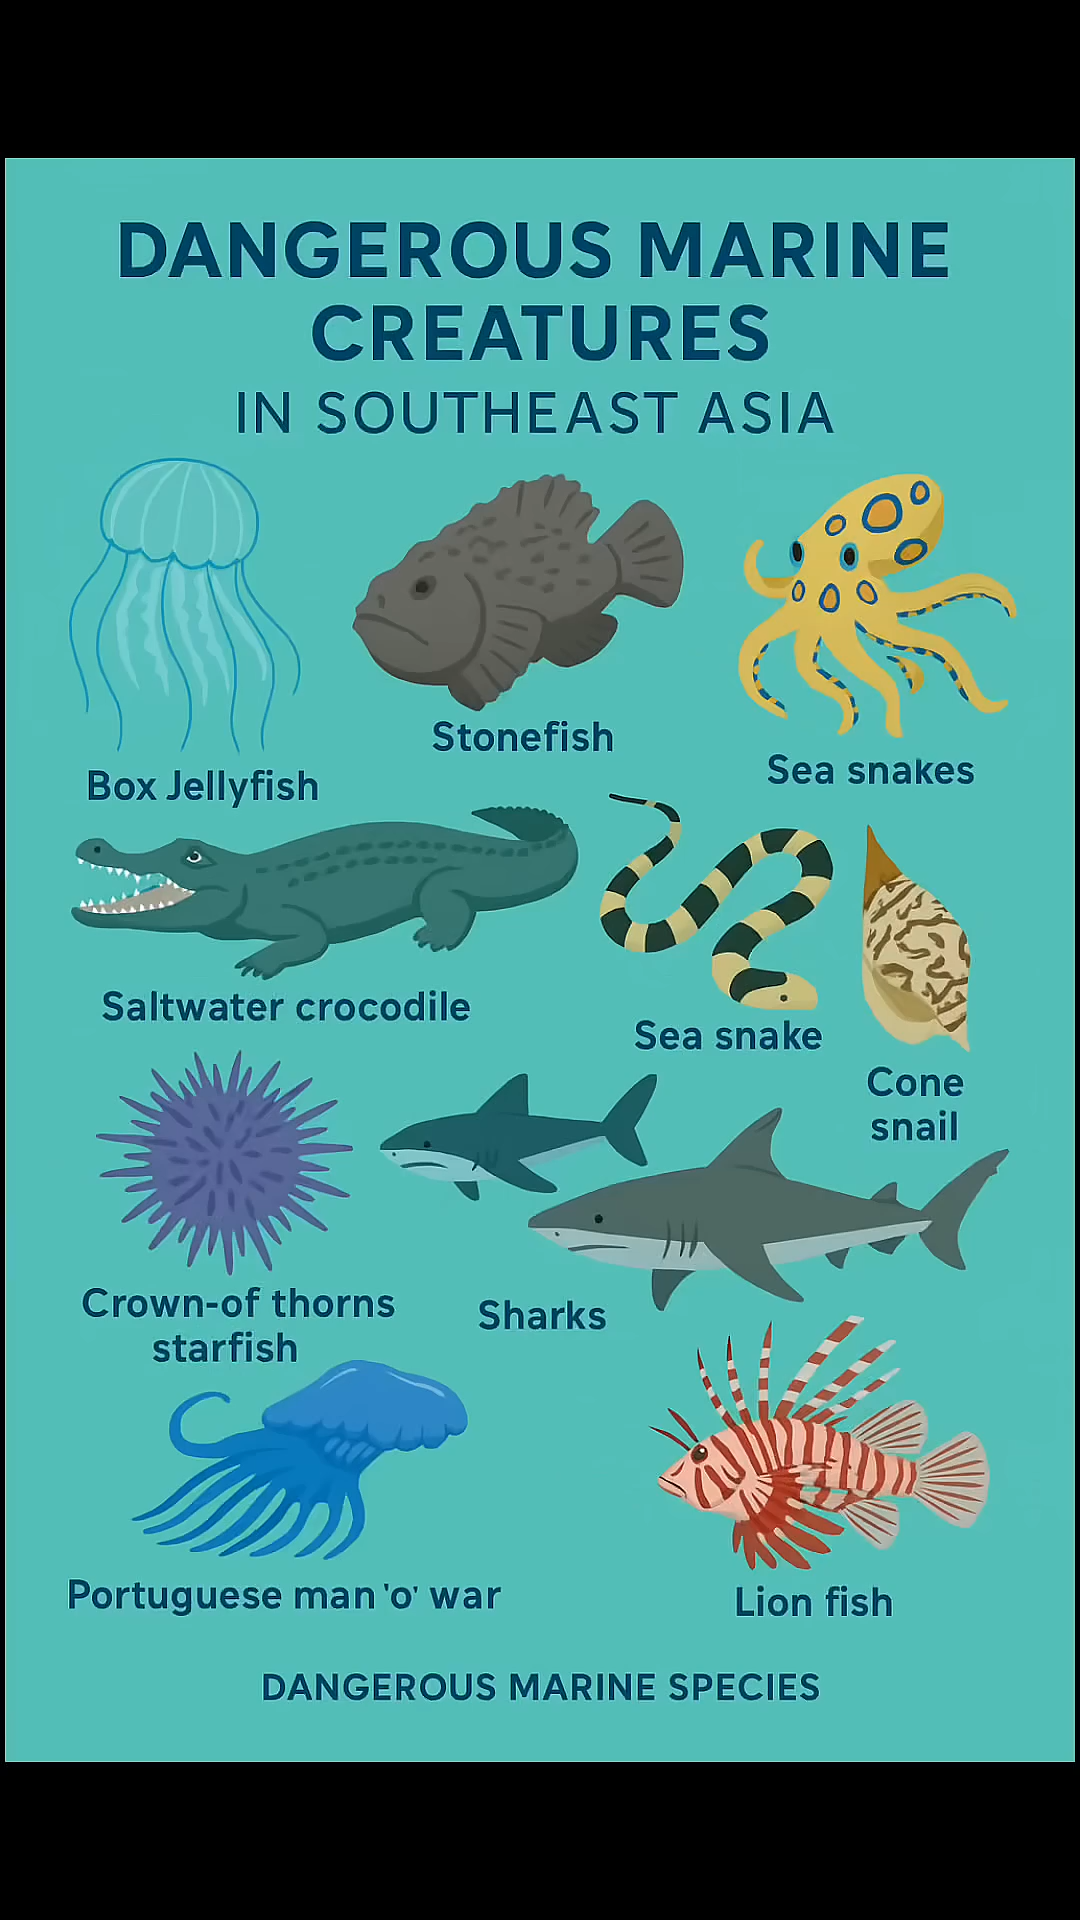 DANGEROUS MARINE
CREATURES
IN SOUTHEAST ASIA
Box Jellyfish
Stonefish
Sea snakes
Saltwater crocodile
Sea snake
Cone
snail
Crown-of thorns
starfish
Sharks
Portuguese man 'o' war
Lion fish
DANGEROUS MARINE SPECIES